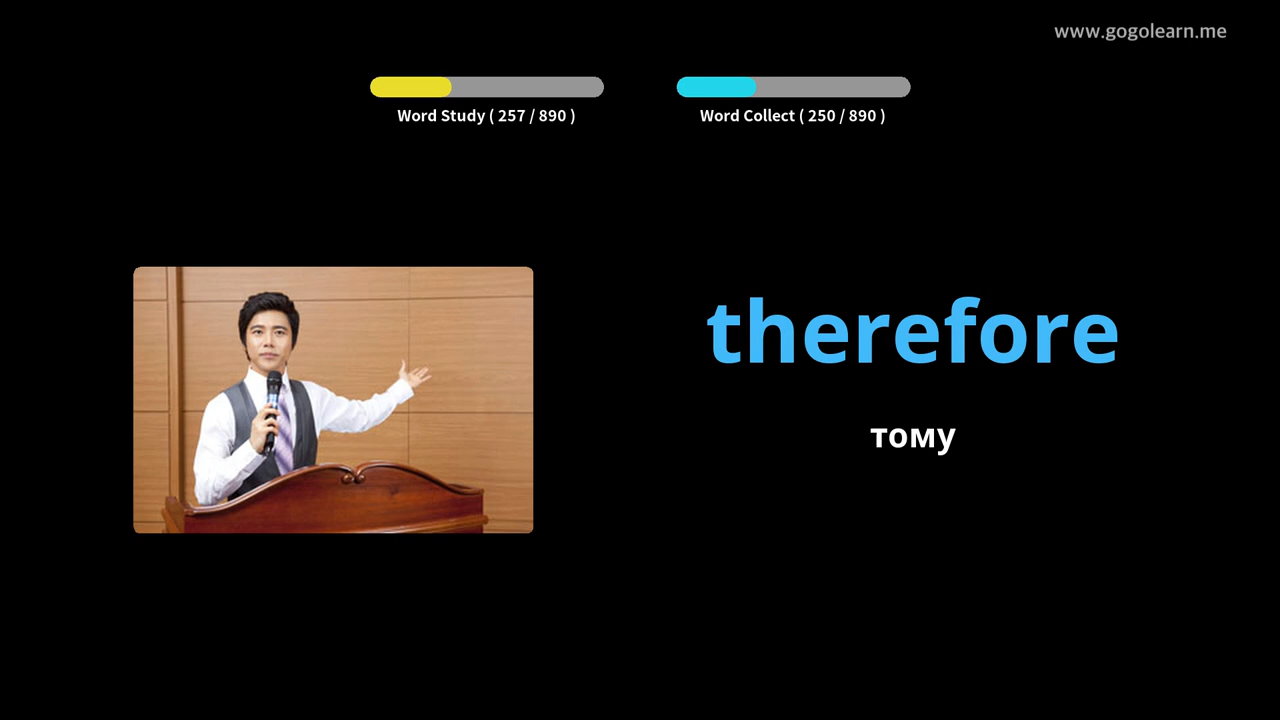 www.gogolearn.me
Word Study ( 257 / 890 )
Word Collect ( 250 / 890 )
therefore
тому